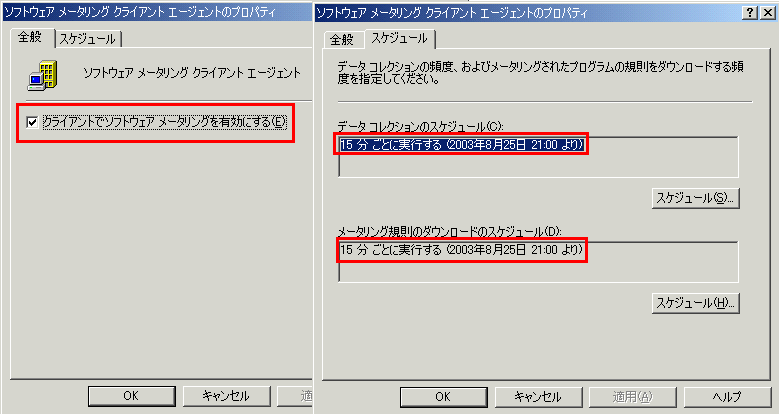 ソフトウェア メータリング クライアント エージェントのプロパティ
全般 スケジュール
ソフトウェア メータリング クライアント エージェント
クライアントでソフトウェア メータリングを有効にする(E)
OK キャンセル 適
ソフトウェア メータリング クライアント エージェントのプロパティ
全般 スケジュール
データ コレクションの頻度、およびメータリングされたプログラムの規則をダウンロードする頻
度を指定してください。
データ コレクションのスケジュール(C):
15 分 ごとに実行する (2003年8月25日 21:00 より)
スケジュール(S)...
メータリング規則のダウンロードのスケジュール(D):
15 分 ごとに実行する (2003年8月25日 21:00 より)
スケジュール(H)...
OK キャンセル 適用(A) ヘルプ